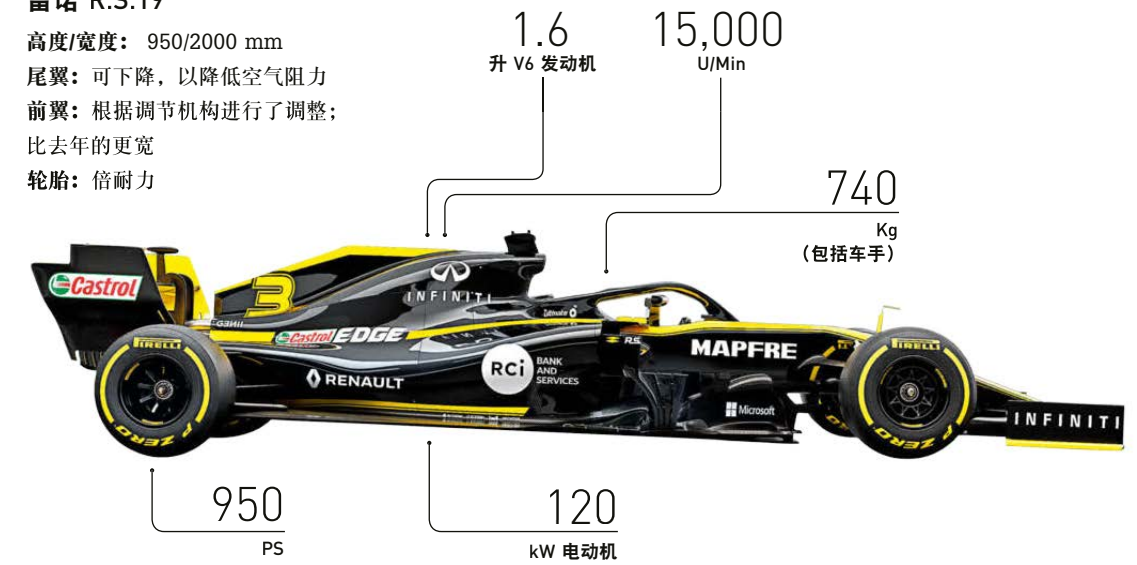 雷诺 R.S.19
高度/宽度： 950/2000 mm
尾翼：可下降，以降低空气阻力
前翼：根据调节机构进行了调整；
比去年的更宽
轮胎：倍耐力
1.6
升 V6 发动机
15,000
U/Min
740
Kg
（包括车手）
Castrol
3
INFINITI
Castrol EDGE
RENAULT
RCi BANK
AND
SERVICES
R.S.
MAPFRE
Microsoft
PIRELLI
P ZERO
PIRELLI
P ZERO
INFINITI
950
PS
120
kW 电动机